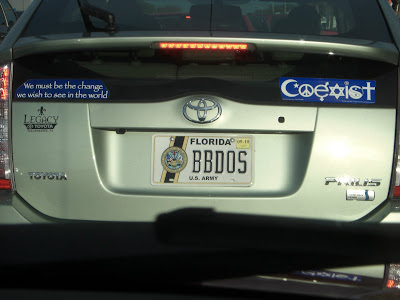 We must be the change
we wish to see in the world
Coexist
LEGACY
TOYOTA
FLORIDA
BBDOS
U.S. ARMY
TOYOTA
PRIUS